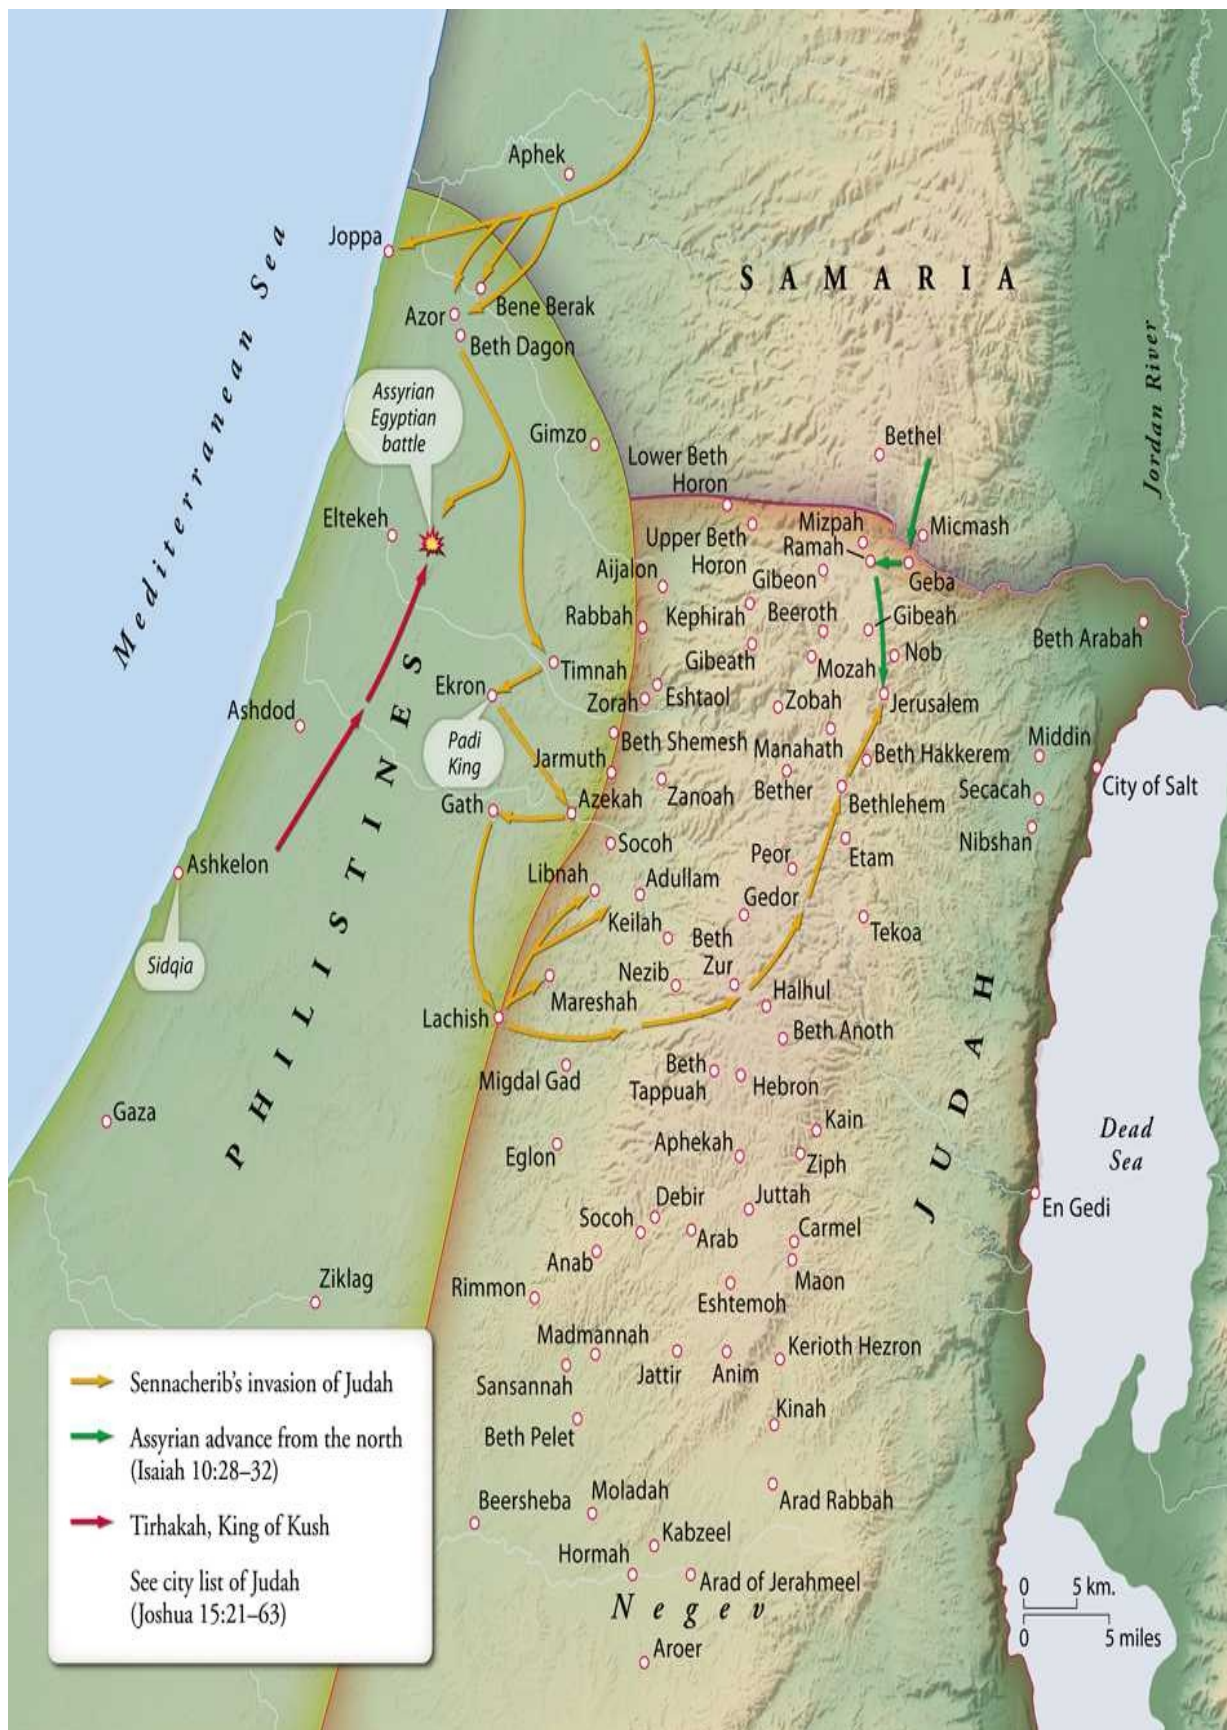 Aphek
Joppa
Mediterranean Sea
SAMARIA
Bene Berak
Azor
Beth Dagon
Jordan River
Assyrian
Egyptian
battle
Gimzo
Bethel
Lower Beth
Horon
Eltekeh
Mizpah
Micmash
Upper Beth
Horon
Ramah
Aijalon
Gibeon
Geba
Rabbah
Kephirah
Beeroth
Gibeah
Beth Arabah
Gibeath
Mozah
Nob
Timnah
Ekron
Zorah
Eshtaol
Zobah
Jerusalem
Ashdod
Padi
King
Beth Shemesh
Manahath
Middin
Jarmuth
Beth Hakkerem
City of Salt
Gath
Azekah
Zanoah
Bether
Bethlehem
Secacah
Nibshan
Socoh
Peor
Etam
Ashkelon
Libnah
Adullam
Gedor
Keilah
Beth
Zur
Tekoa
Sidqia
PHILISTINES
Nezib
Mareshah
Halhul
JUDAH
Lachish
Beth Anoth
Migdal Gad
Beth
Tappuah
Hebron
Gaza
Kain
Dead
Sea
Eglon
Aphekah
Ziph
Debir
Juttah
En Gedi
Socoh
Arab
Carmel
Anab
Maon
Ziklag
Rimmon
Eshtemoh
Madmannah
Kerioth Hezron
Sansannah
Jattir
Anim
Kinah
Beth Pelet
Beersheba
Moladah
Arad Rabbah
Kabzeel
Hormah
Arad of Jerahmeel
Negev
Aroer
Sennacherib's invasion of Judah
Assyrian advance from the north
(Isaiah 10:28–32)
Tirhakah, King of Kush
See city list of Judah
(Joshua 15:21–63)
0 5 km.
0 5 miles